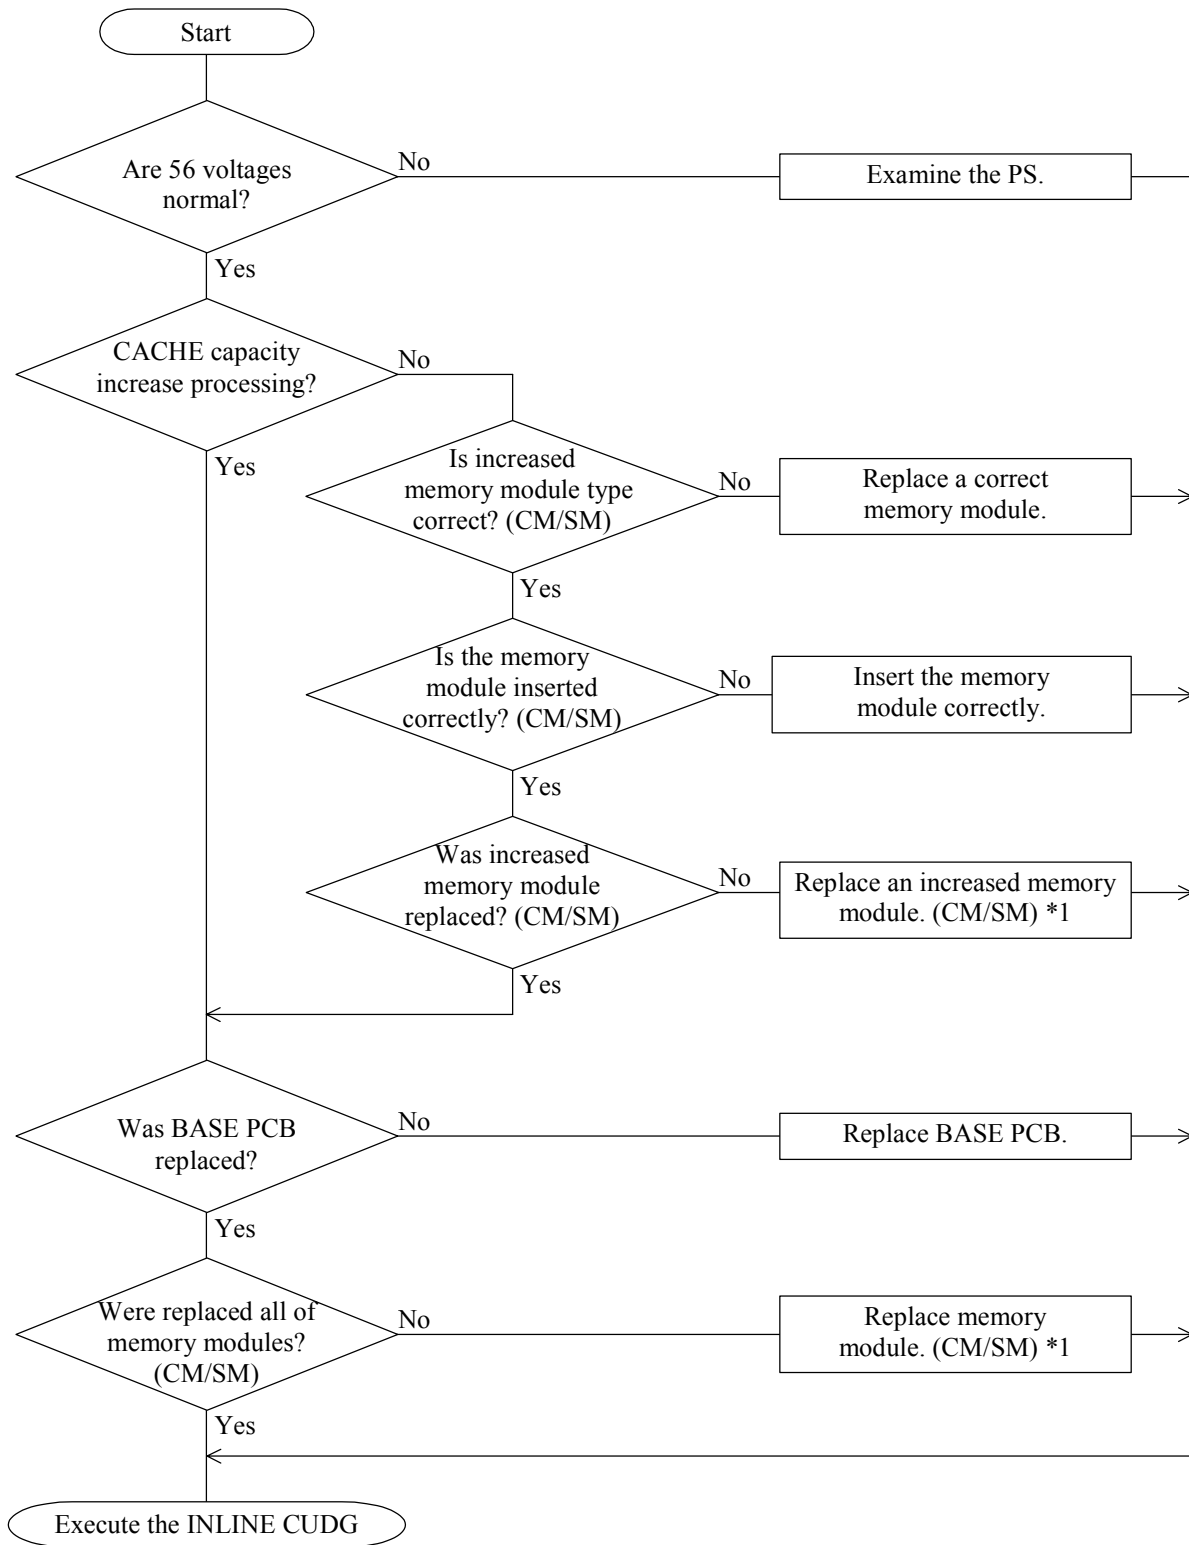 Start
Are 56 voltages
normal?
No
Examine the PS.
Yes
CACHE capacity
increase processing?
No
Yes
Is increased
memory module type
correct? (CM/SM)
No
Replace a correct
memory module.
Yes
Is the memory
module inserted
correctly? (CM/SM)
No
Insert the memory
module correctly.
Yes
Was increased
memory module
replaced? (CM/SM)
No
Replace an increased memory
module. (CM/SM) *1
Yes
Was BASE PCB
replaced?
No
Replace BASE PCB.
Yes
Were replaced all of
memory modules?
(CM/SM)
No
Replace memory
module. (CM/SM) *1
Yes
Execute the INLINE CUDG